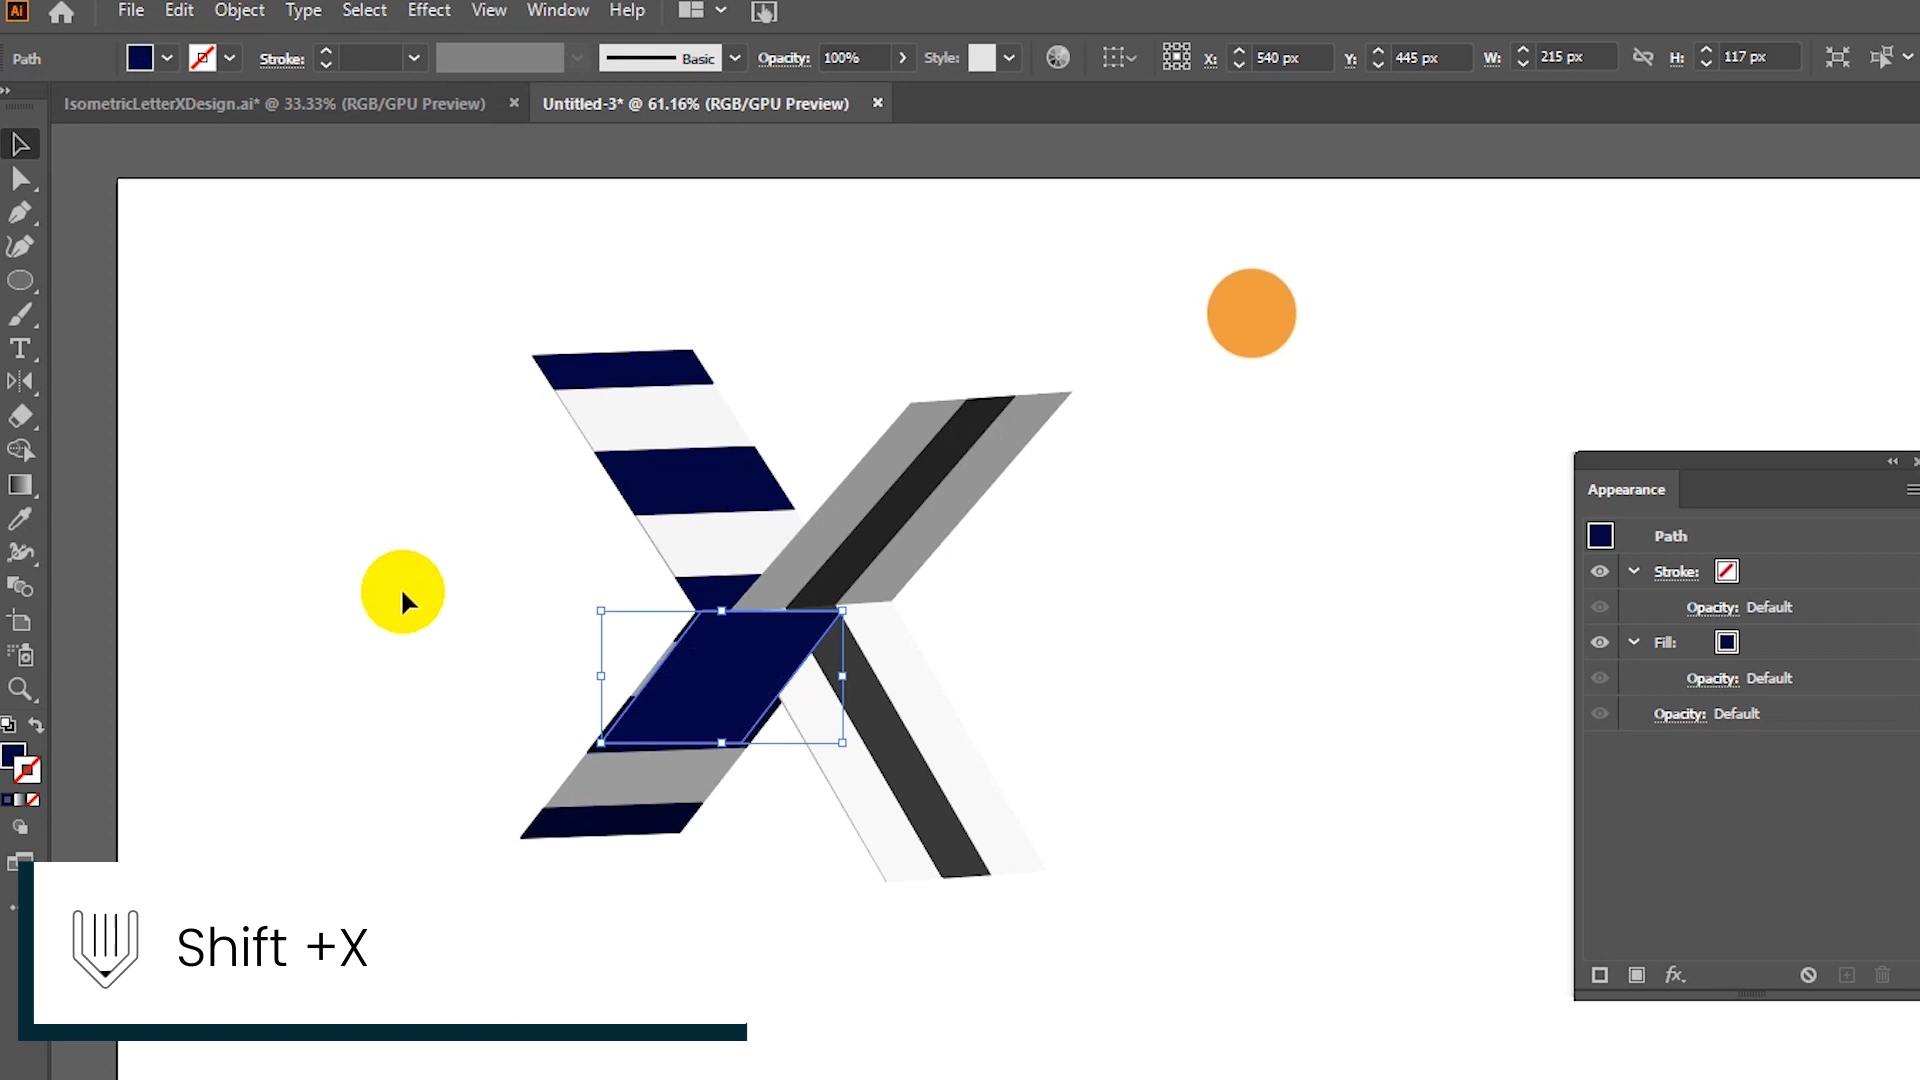 Ai File Edit Object Type Select Effect View Window Help
Path Stroke: Basic Opacity: 100% Style: X: 540 px Y: 445 px W: 215 px H: 117 px
IsometricLetterXDesign.ai* @ 33.33% (RGB/GPU Preview) Untitled-3* @ 61.16% (RGB/GPU Preview)
Appearance
Path
Stroke:
Opacity: Default
Fill:
Opacity: Default
Opacity: Default
fx
Shift +X